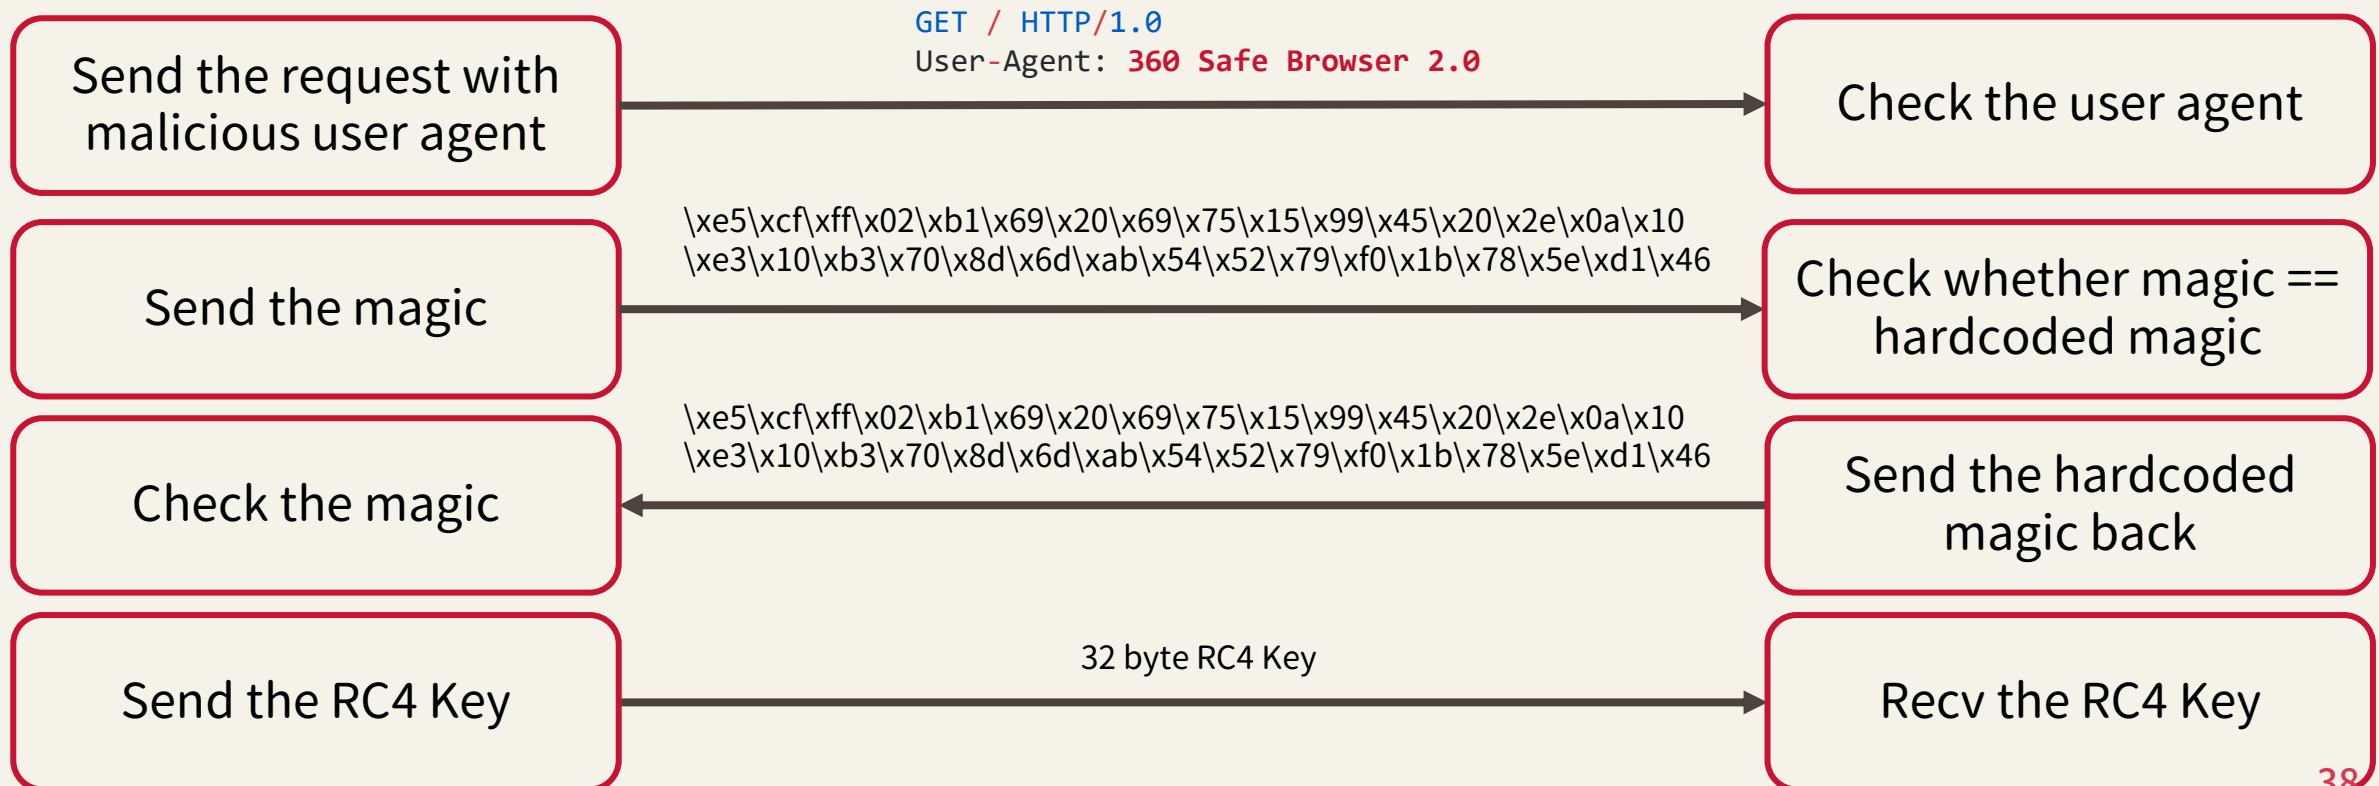 GET / HTTP/1.0
User-Agent: 360 Safe Browser 2.0
Send the request with
malicious user agent
Check the user agent
\xe5\xcf\xff\x02\xb1\x69\x20\x69\x75\x15\x99\x45\x20\x2e\x0a\x10
\xe3\x10\xb3\x70\x8d\x6d\xab\x54\x52\x79\xf0\x1b\x78\x5e\xd1\x46
Send the magic
Check whether magic ==
hardcoded magic
\xe5\xcf\xff\x02\xb1\x69\x20\x69\x75\x15\x99\x45\x20\x2e\x0a\x10
\xe3\x10\xb3\x70\x8d\x6d\xab\x54\x52\x79\xf0\x1b\x78\x5e\xd1\x46
Check the magic
Send the hardcoded
magic back
32 byte RC4 Key
Send the RC4 Key
Recv the RC4 Key
38